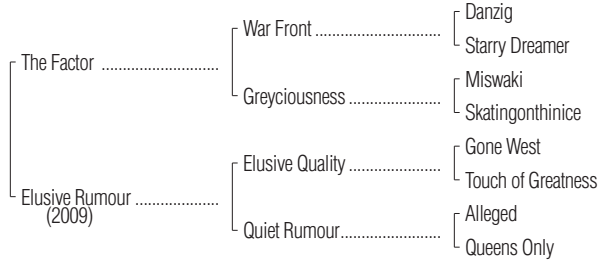 Danzig
War Front ........................................
Starry Dreamer
The Factor ........................................
Miswaki
Greyciousness ...............................
Skatingonthinice
Gone West
Elusive Quality ...............................
Touch of Greatness
Elusive Rumour ............................
(2009)
Alleged
Quiet Rumour.................................
Queens Only